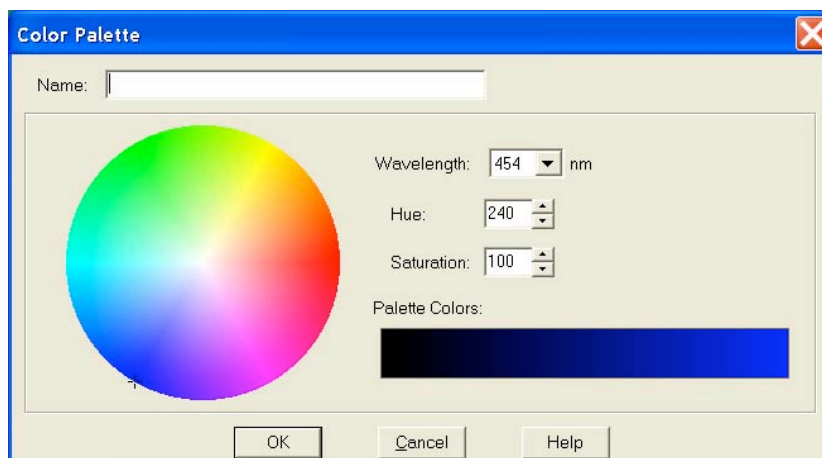 Color Palette
Name:
Wavelength: 454 nm
Hue: 240
Saturation: 100
Palette Colors:
OK Cancel Help